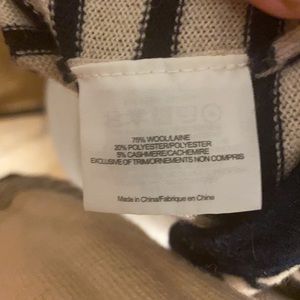 75% WOOL/LAINE
20% POLYESTER/POLYESTER
5% CASHMERE/CACHEMIRE
EXCLUSIVE OF TRIM/ORNEMENTS NON COMPRIS
Made in China/Fabrique en Chine